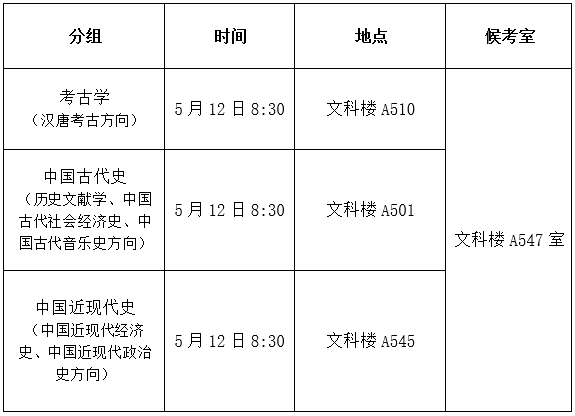 分组 时间 地点 候考室
考古学
（汉唐考古方向）
5月12日8:30
文科楼A510
中国古代史
（历史文献学、中国
古代社会经济史、中
国古代音乐史方向）
5月12日8:30
文科楼A501
文科楼A547室
中国近现代史
（中国近现代经济
史、中国近现代政治
史方向）
5月12日8:30
文科楼A545